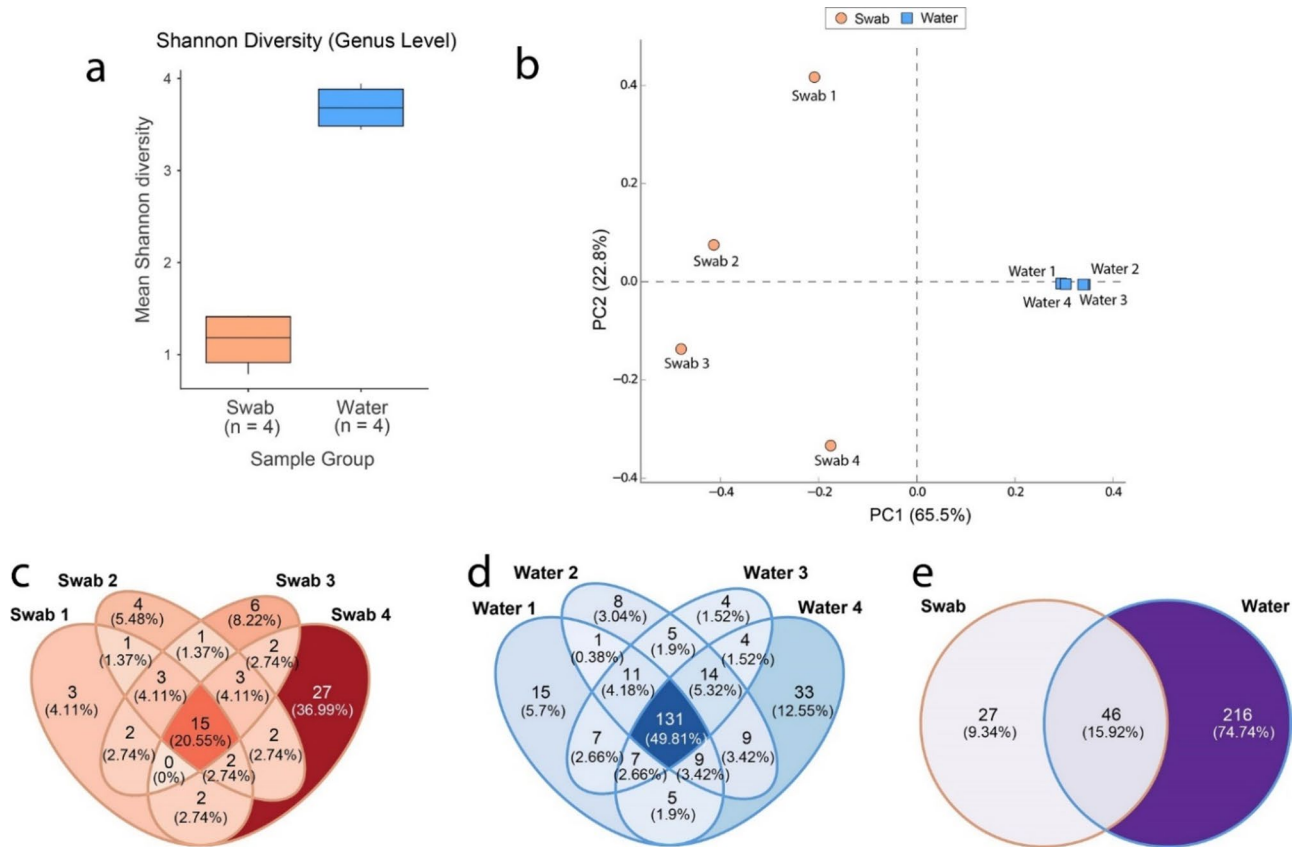 a
Shannon Diversity (Genus Level)
Mean Shannon diversity
4
3
2
1
Swab
(n = 4)
Water
(n = 4)
Sample Group
b
Swab
Water
PC2 (22.8%)
0.4
0.2
0.0
−0.2
−0.4
Swab 1
Swab 2
Swab 3
Swab 4
Water 1
Water 2
Water 4
Water 3
−0.4
−0.2
0.0
0.2
0.4
PC1 (65.5%)
c
Swab 1
Swab 2
Swab 3
Swab 4
4
(5.48%)
6
(8.22%)
1
(1.37%)
1
(1.37%)
2
(2.74%)
3
(4.11%)
3
(4.11%)
3
(4.11%)
27
(36.99%)
15
(20.55%)
2
(2.74%)
2
(2.74%)
0
(0%)
2
(2.74%)
2
(2.74%)
d
Water 1
Water 2
Water 3
Water 4
8
(3.04%)
4
(1.52%)
1
(0.38%)
5
(1.9%)
4
(1.52%)
15
(5.7%)
11
(4.18%)
14
(5.32%)
33
(12.55%)
131
(49.81%)
7
(2.66%)
9
(3.42%)
7
(2.66%)
9
(3.42%)
5
(1.9%)
e
Swab
Water
27
(9.34%)
46
(15.92%)
216
(74.74%)